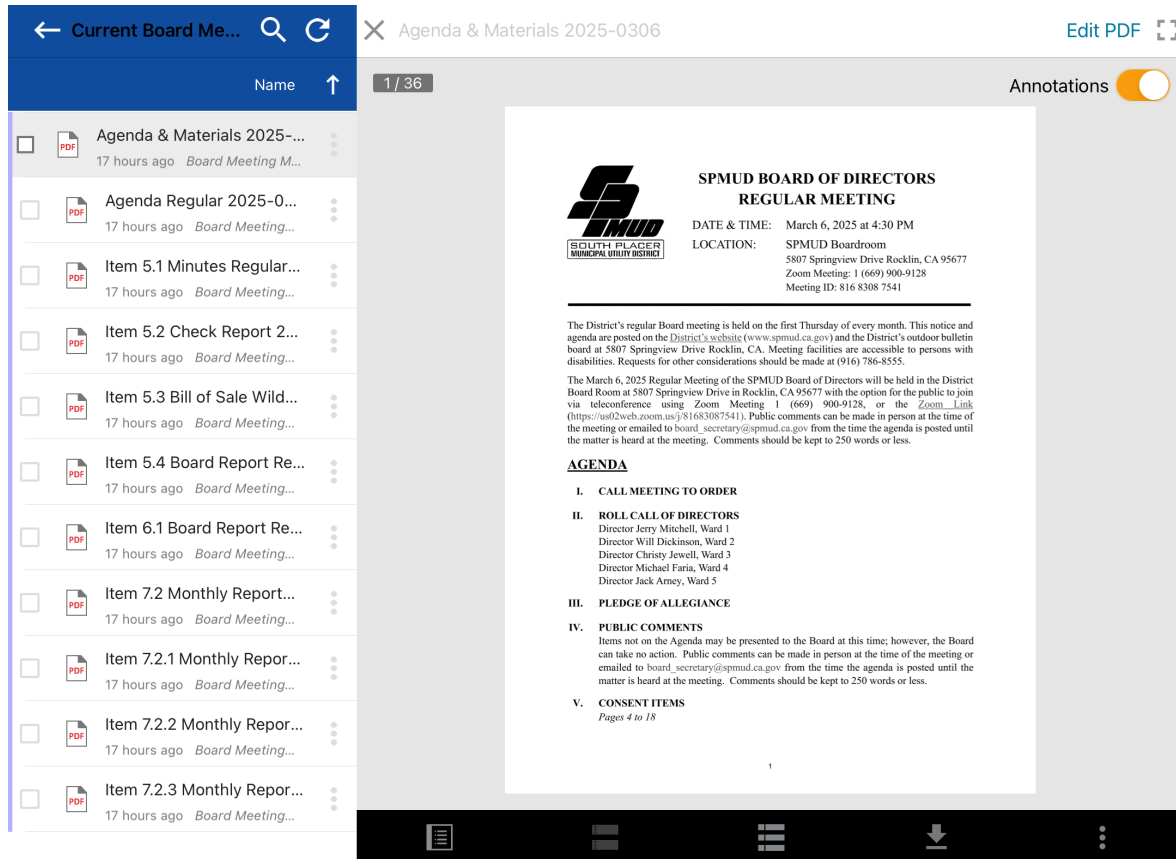 Current Board Me...
Name
Agenda & Materials 2025-...
17 hours ago Board Meeting M...
Agenda Regular 2025-0...
17 hours ago Board Meeting...
Item 5.1 Minutes Regular...
17 hours ago Board Meeting...
Item 5.2 Check Report 2...
17 hours ago Board Meeting...
Item 5.3 Bill of Sale Wild...
17 hours ago Board Meeting...
Item 5.4 Board Report Re...
17 hours ago Board Meeting...
Item 6.1 Board Report Re...
17 hours ago Board Meeting...
Item 7.2 Monthly Report...
17 hours ago Board Meeting...
Item 7.2.1 Monthly Repor...
17 hours ago Board Meeting...
Item 7.2.2 Monthly Repor...
17 hours ago Board Meeting...
Item 7.2.3 Monthly Repor...
17 hours ago Board Meeting...
PDF
PDF
PDF
PDF
PDF
PDF
PDF
PDF
PDF
PDF
PDF
Agenda & Materials 2025-0306
Edit PDF
1 / 36
Annotations
SPMUD
SOUTH PLACER
MUNICIPAL UTILITY DISTRICT
SPMUD BOARD OF DIRECTORS
REGULAR MEETING
DATE & TIME: March 6, 2025 at 4:30 PM
LOCATION: SPMUD Boardroom
5807 Springview Drive Rocklin, CA 95677
Zoom Meeting: 1 (669) 900-9128
Meeting ID: 816 8308 7541
The District's regular Board meeting is held on the first Thursday of every month. This notice and
agenda are posted on the District's website (www.spmud.ca.gov) and the District's outdoor bulletin
board at 5807 Springview Drive Rocklin, CA. Meeting facilities are accessible to persons with
disabilities. Requests for other considerations should be made at (916) 786-8555.
The March 6, 2025 Regular Meeting of the SPMUD Board of Directors will be held in the District
Board Room at 5807 Springview Drive in Rocklin, CA 95677 with the option for the public to join
via teleconference using Zoom Meeting 1 (669) 900-9128, or the Zoom Link
(https://us02web.zoom.us/j/81683087541). Public comments can be made in person at the time of
the meeting or emailed to board_secretary@spmud.ca.gov from the time the agenda is posted until
the matter is heard at the meeting. Comments should be kept to 250 words or less.
AGENDA
I. CALL MEETING TO ORDER
II. ROLL CALL OF DIRECTORS
Director Jerry Mitchell, Ward 1
Director Will Dickinson, Ward 2
Director Christy Jewell, Ward 3
Director Michael Faria, Ward 4
Director Jack Arney, Ward 5
III. PLEDGE OF ALLEGIANCE
IV. PUBLIC COMMENTS
Items not on the Agenda may be presented to the Board at this time; however, the Board
can take no action. Public comments can be made in person at the time of the meeting or
emailed to board_secretary@spmud.ca.gov from the time the agenda is posted until the
matter is heard at the meeting. Comments should be kept to 250 words or less.
V. CONSENT ITEMS
Pages 4 to 18
1